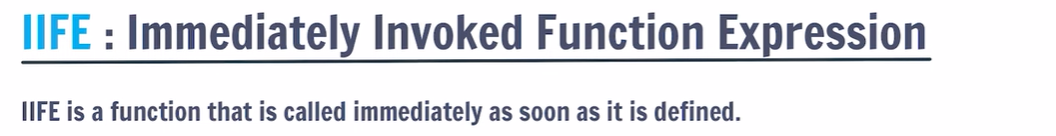 IIFE : Immediately Invoked Function Expression
IIFE is a function that is called immediately as soon as it is defined.